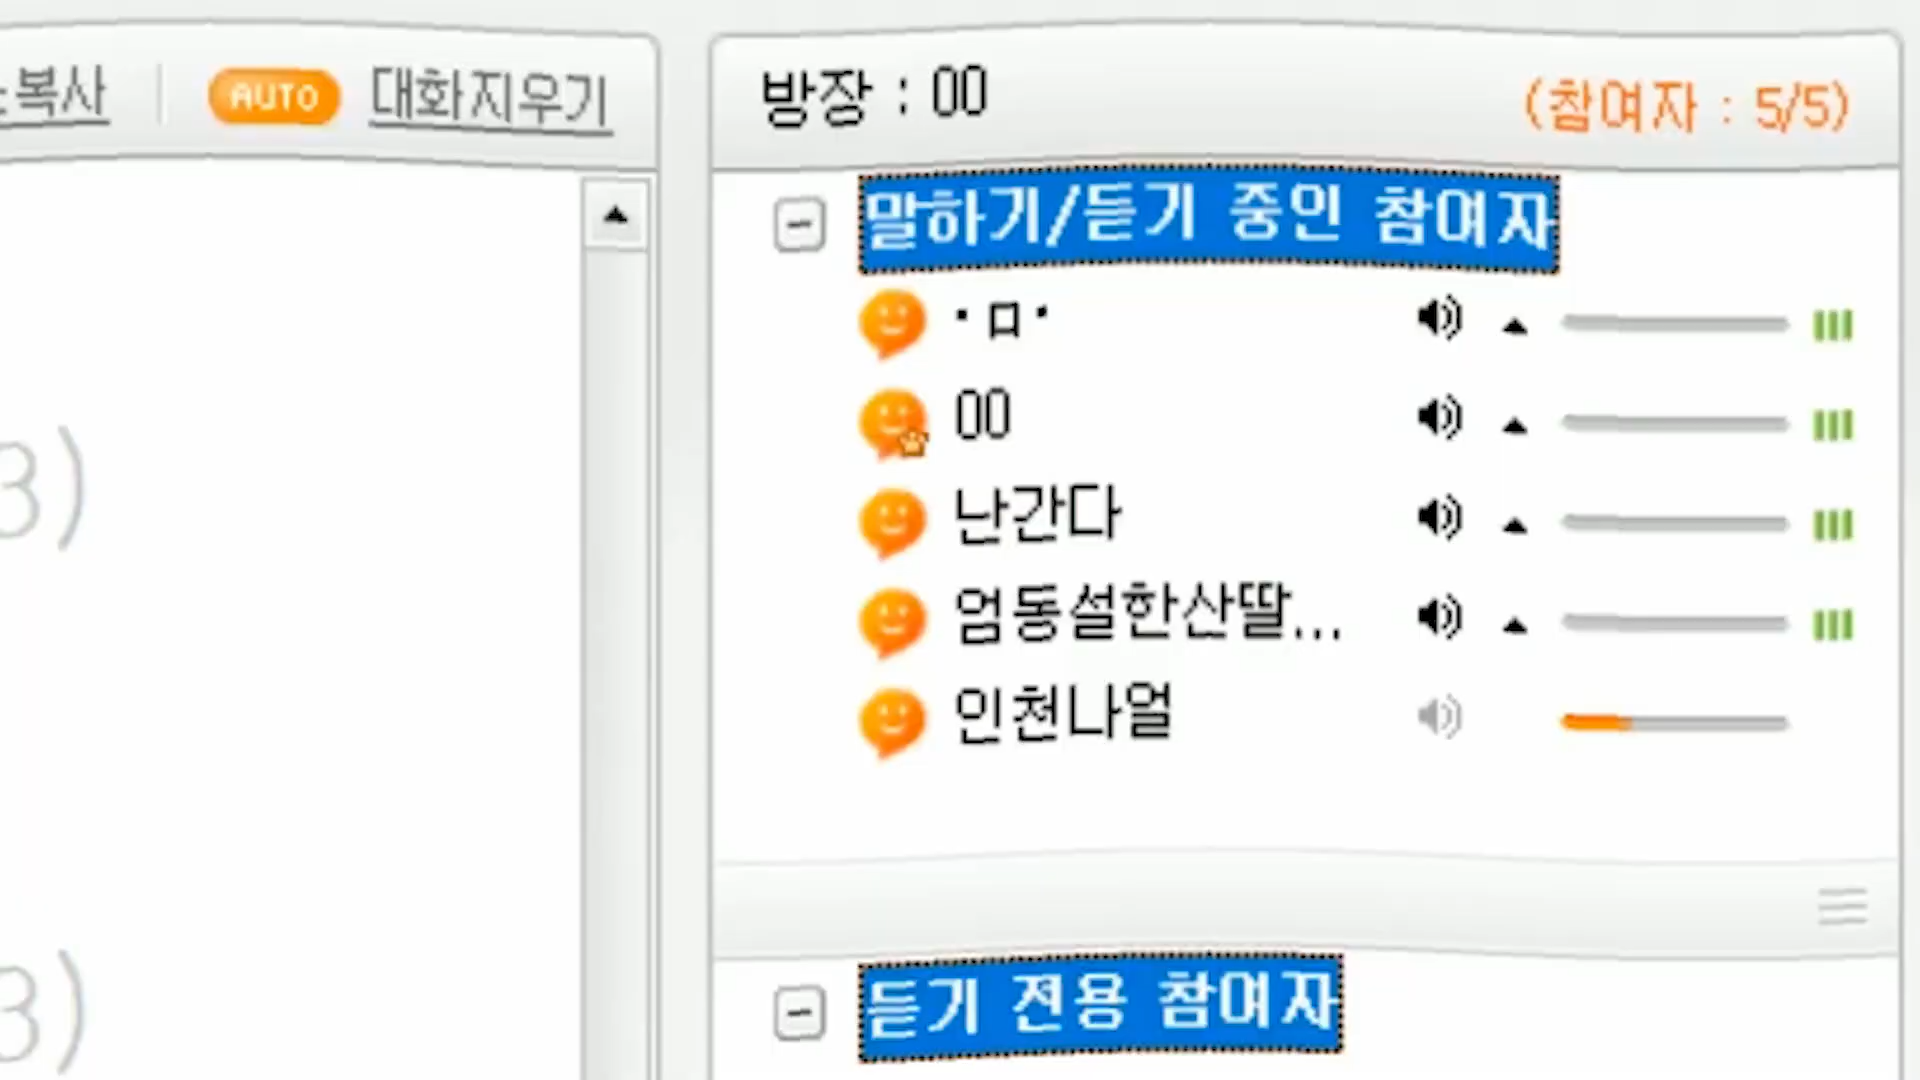 복사
AUTO 대화지우기
방장 : 00
(참여자 : 5/5)
말하기/듣기 중인 참여자
·ㅁ·
00
난간다
엄동설한산딸...
인천나얼
3)
3)
듣기 전용 참여자